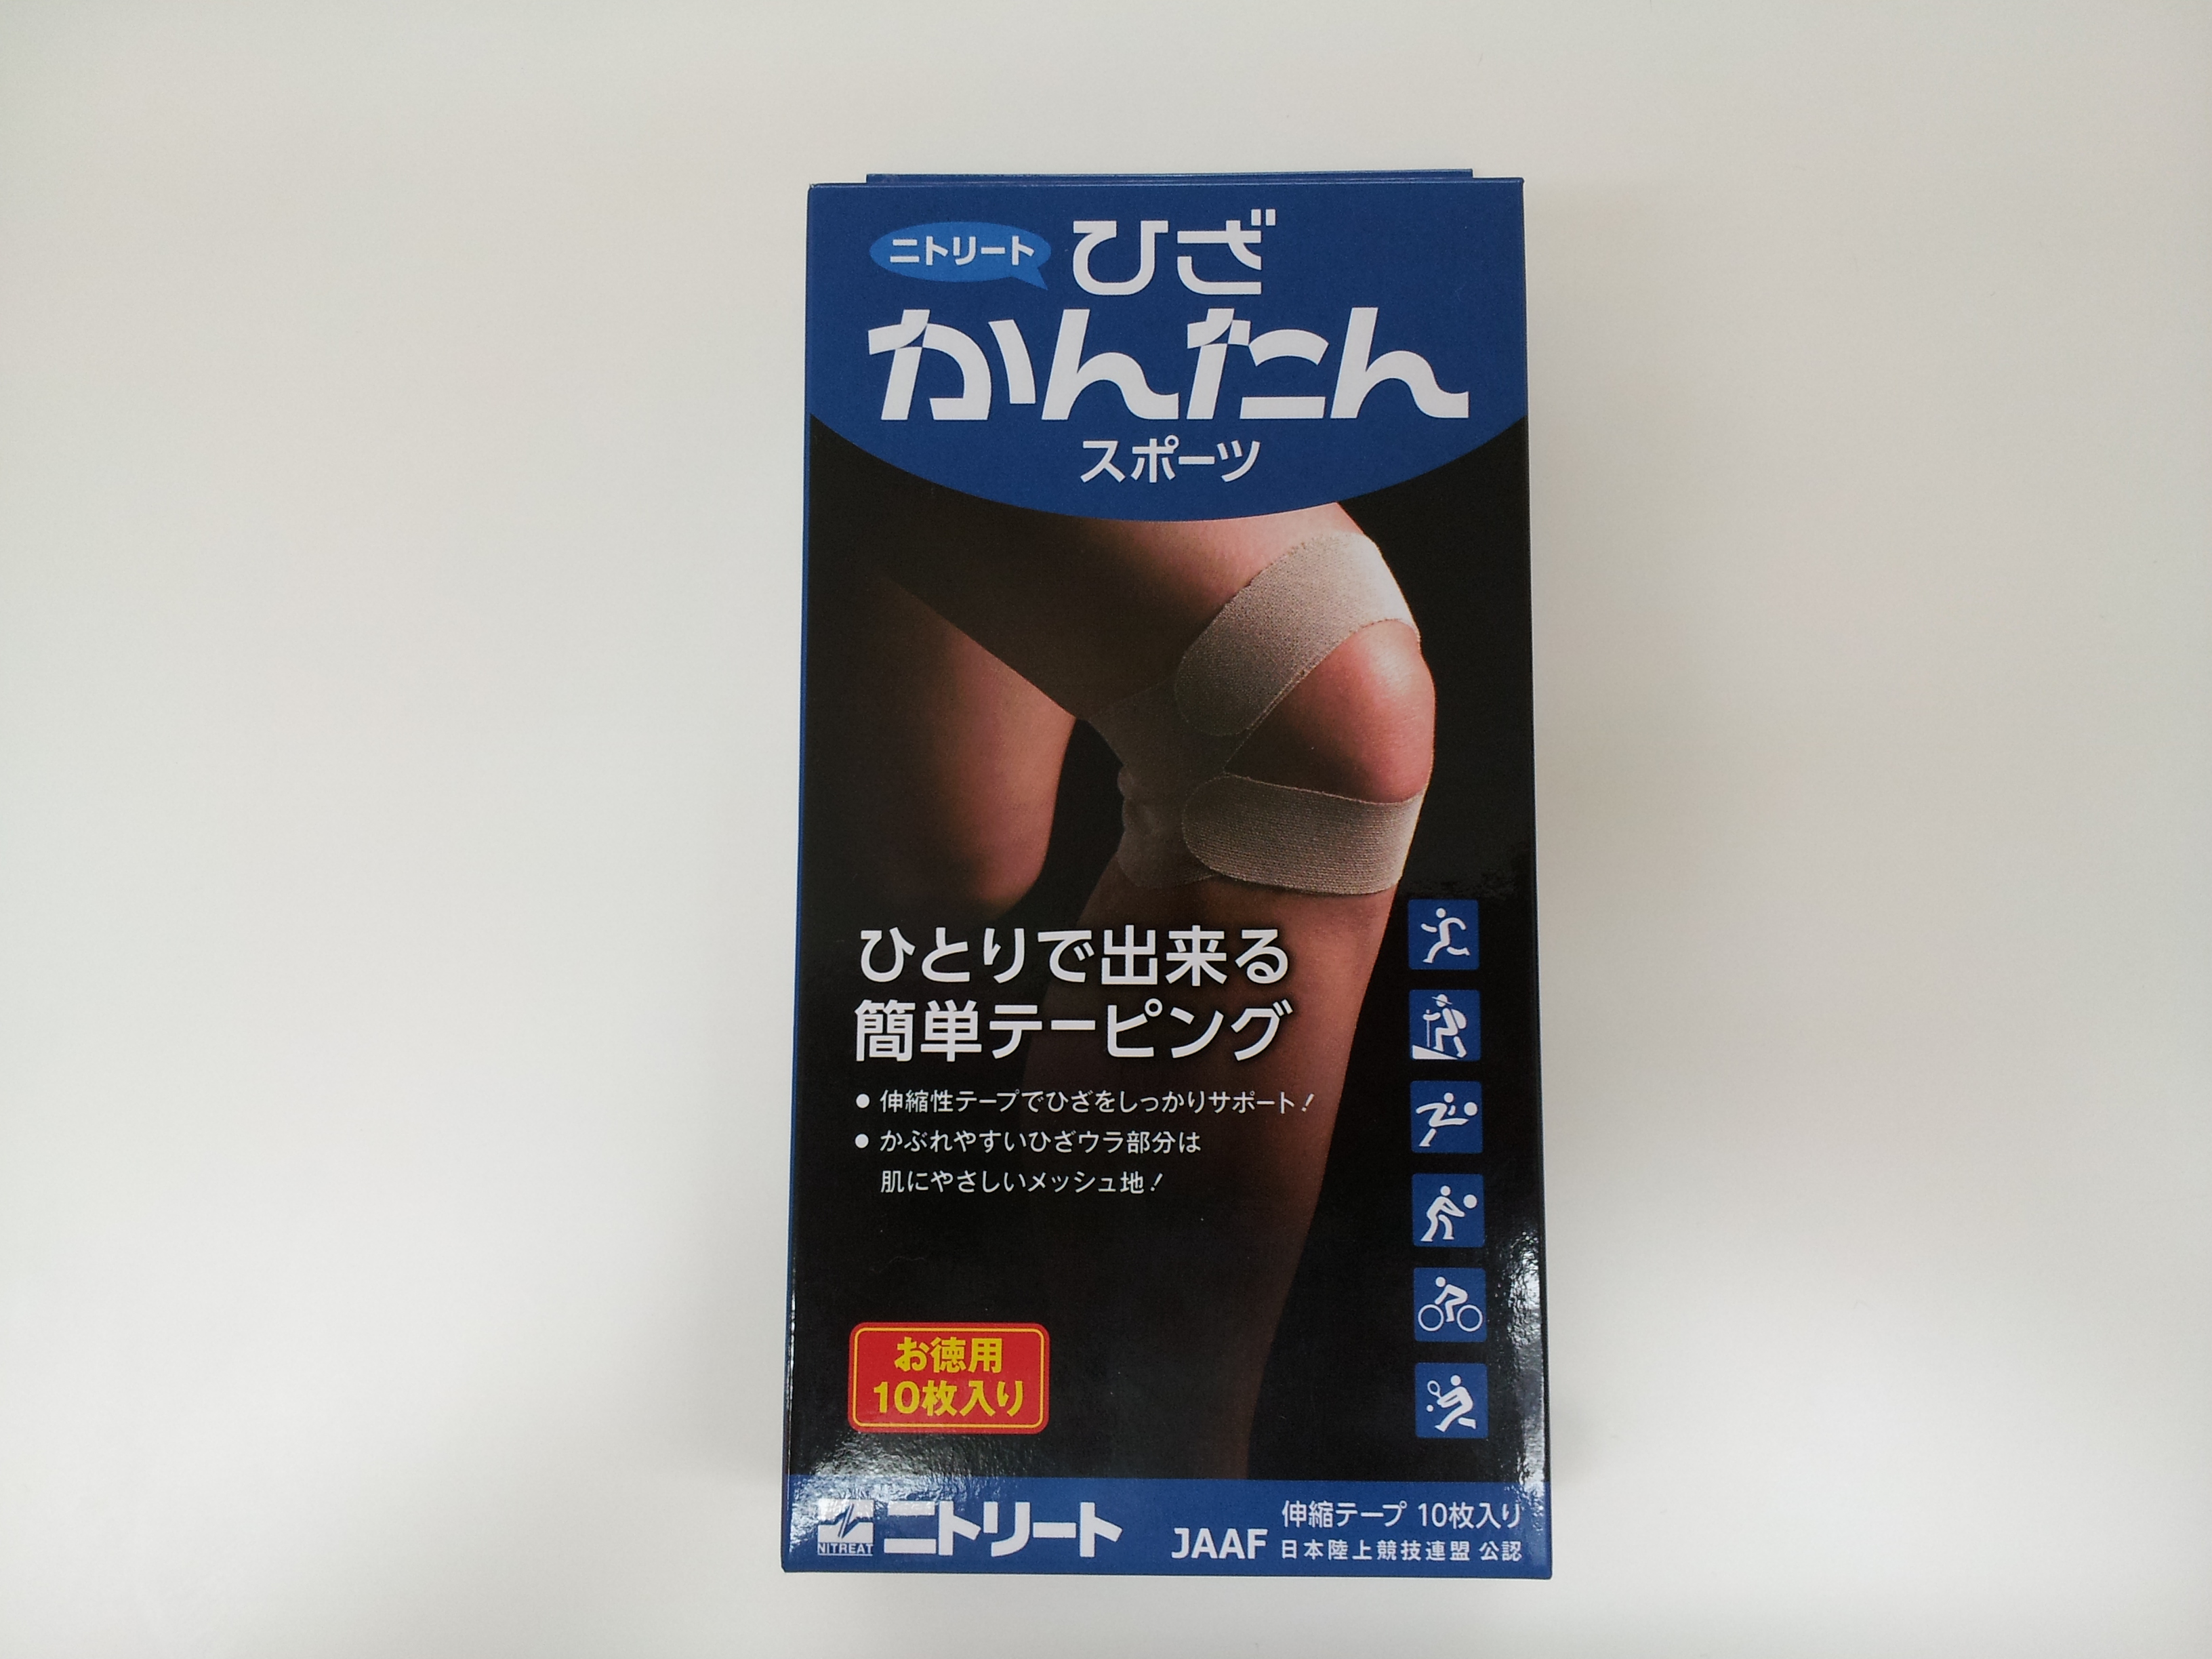 ニトリート
ひざ
かんたん
スポーツ
ひとりで出来る
簡単テーピング
● 伸縮性テープでひざをしっかりサポート!
● かぶれやすいひざウラ部分は
肌にやさしいメッシュ地!
お徳用
10枚入り
NITREAT
ニトリート
JAAF
伸縮テープ 10枚入り
日本陸上競技連盟 公認